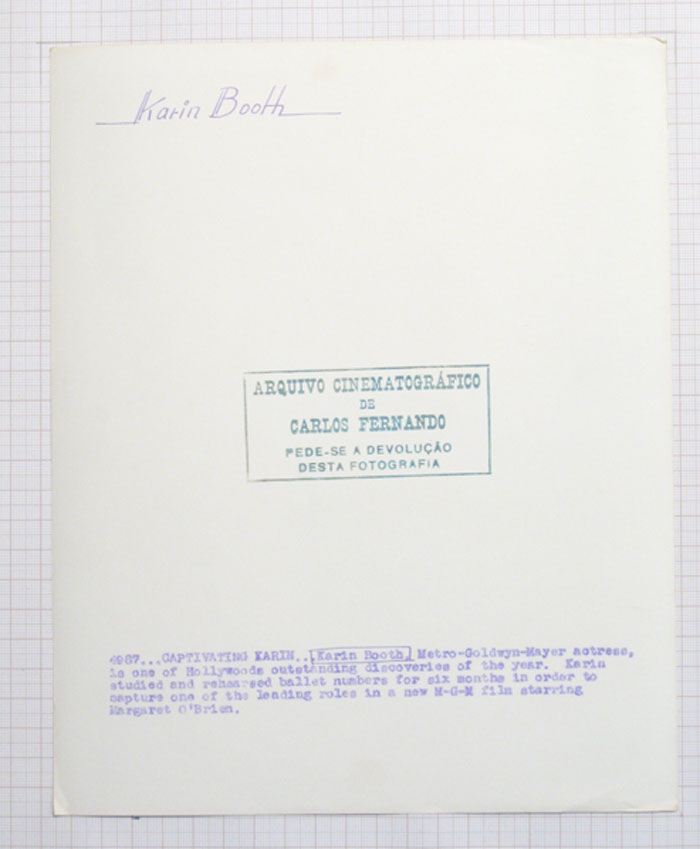 Karin Booth
ARQUIVO CINEMATOGRÁFICO
DE
CARLOS FERNANDO
PEDE-SE A DEVOLUÇÃO
DESTA FOTOGRAFIA
4987...CAPTIVATING KARIN...Karin Booth, Metro-Goldwyn-Mayer actress,
is one of Hollywoods outstanding discoveries of the year. Karin
studied and rehearsed ballet numbers for six months in order to
capture one of the leading roles in a new M-G-M film starring
Margaret O'Brien.